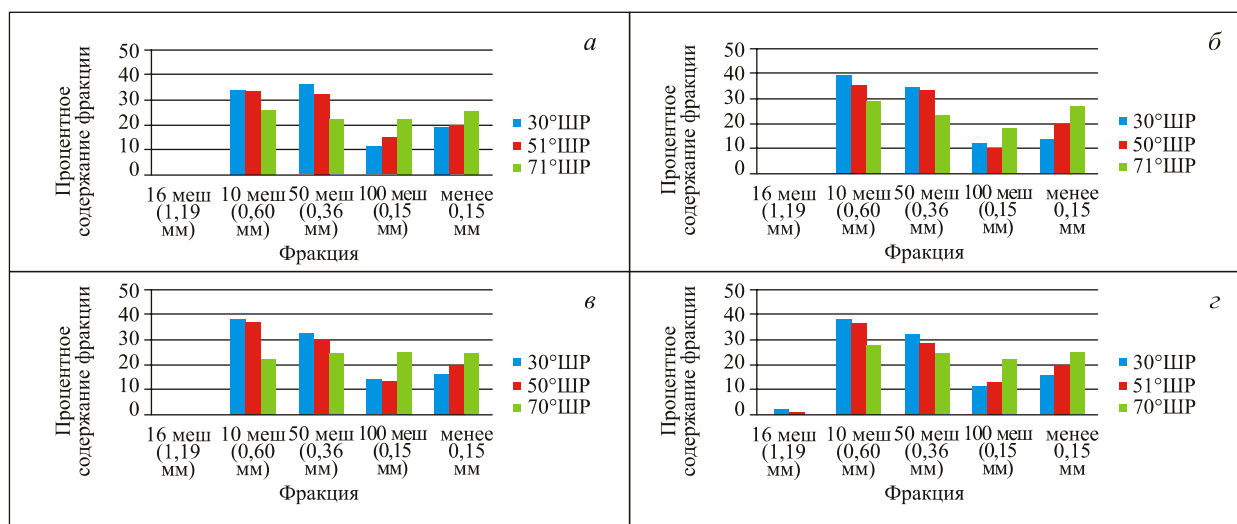 а
Процентное
содержание фракции
50
40
30
20
10
0
30°ШР
51°ШР
71°ШР
16 меш 10 меш 50 меш 100 меш менее
(1,19 (0,60 (0,36 (0,15 0,15
мм) мм) мм) мм) мм
Фракция
б
Процентное
содержание фракции
50
40
30
20
10
0
30°ШР
50°ШР
71°ШР
16 меш 10 меш 50 меш 100 меш менее
(1,19 (0,60 (0,36 (0,15 0,15
мм) мм) мм) мм) мм
Фракция
в
Процентное
содержание фракции
50
40
30
20
10
0
30°ШР
50°ШР
70°ШР
16 меш 10 меш 50 меш 100 меш менее
(1,19 (0,60 (0,36 (0,15 0,15
мм) мм) мм) мм) мм
Фракция
г
Процентное
содержание фракции
50
40
30
20
10
0
30°ШР
51°ШР
70°ШР
16 меш 10 меш 50 меш 100 меш менее
(1,19 (0,60 (0,36 (0,15 0,15
мм) мм) мм) мм) мм
Фракция